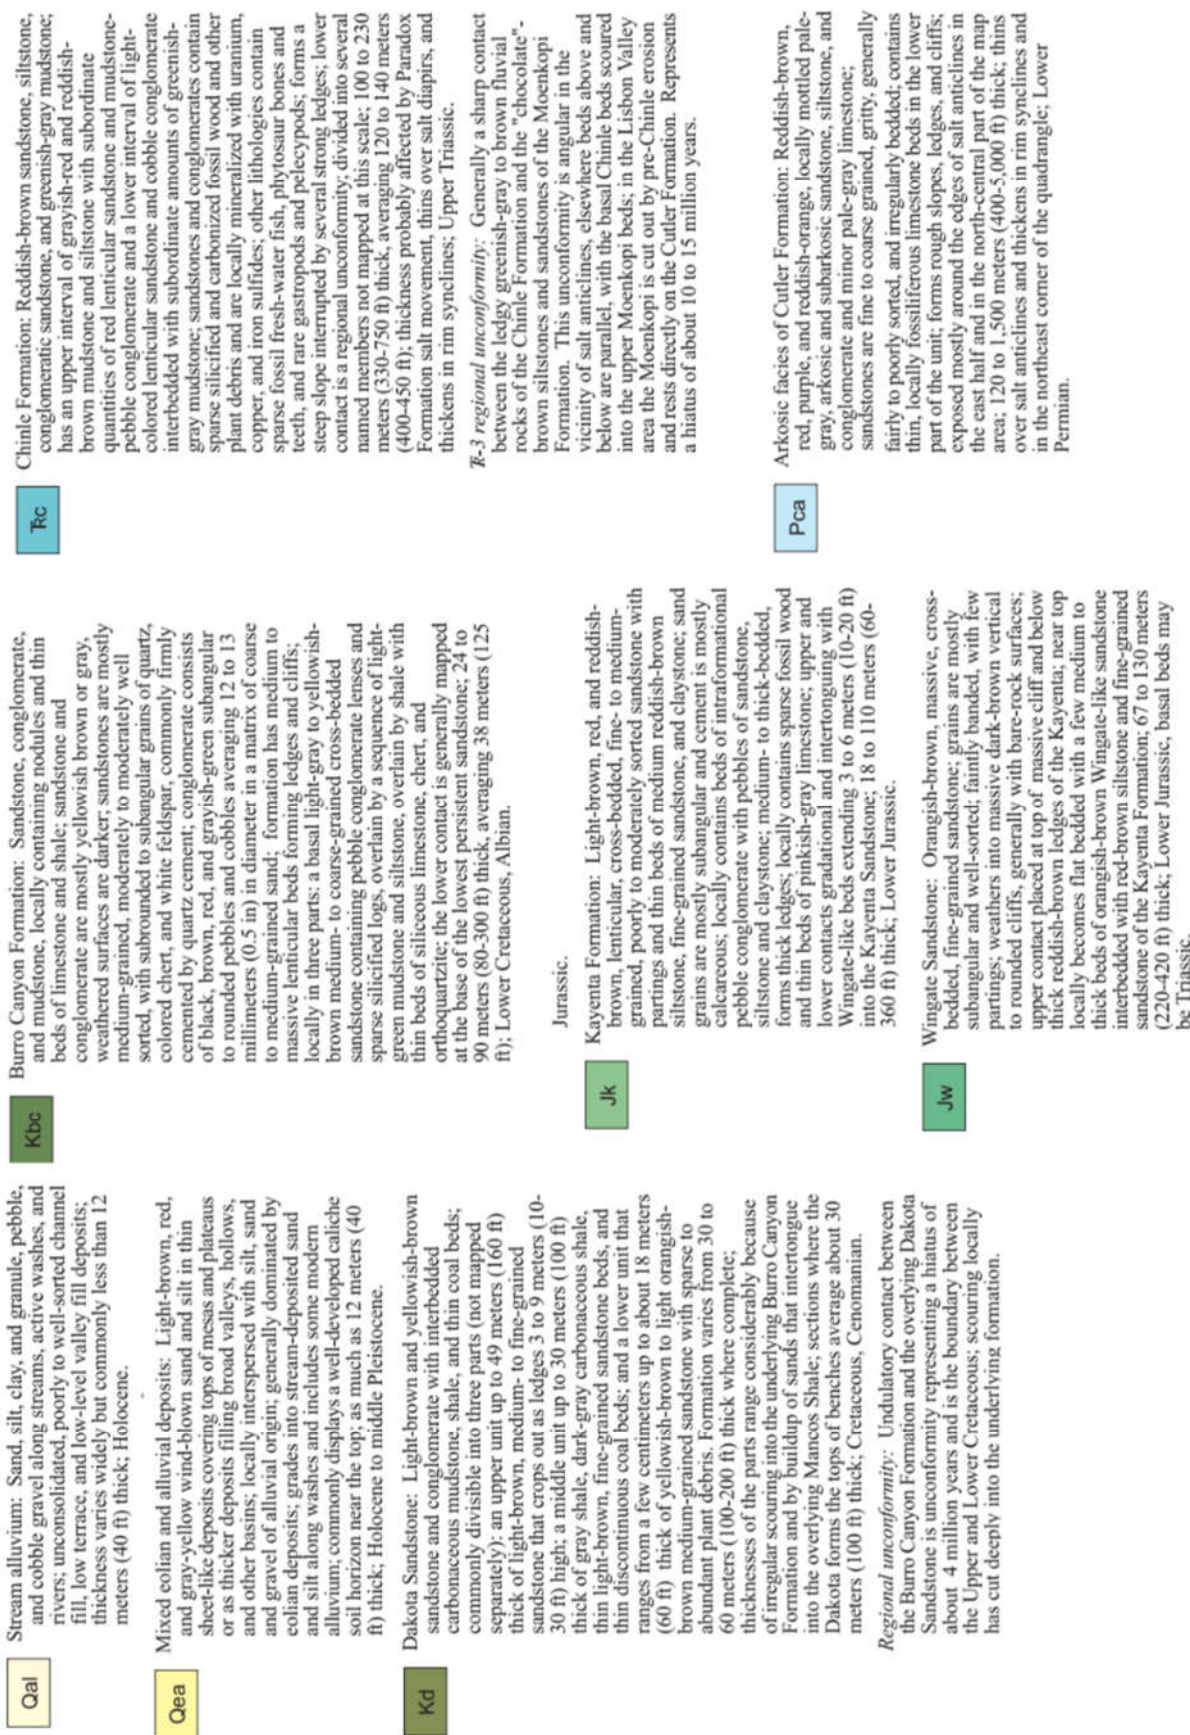 Qal
Stream alluvium: Sand, silt, clay, and granule, pebble,
and cobble gravel along streams, active washes, and
rivers; unconsolidated, poorly to well-sorted channel
fill, low terrace, and low-level valley fill deposits;
thickness varies widely but commonly less than 12
meters (40 ft) thick; Holocene.
Qea
Mixed eolian and alluvial deposits: Light-brown, red,
and gray-yellow wind-blown sand and silt in thin
sheet-like deposits covering tops of mesas and plateaus
or as thicker deposits filling broad valleys, hollows,
and other basins; locally interspersed with silt, sand
and gravel of alluvial origin; generally dominated by
eolian deposits; grades into stream-deposited sand
and silt along washes and includes some modern
alluvium; commonly displays a well-developed caliche
soil horizon near the top; as much as 12 meters (40
ft) thick; Holocene to middle Pleistocene.
Kd
Dakota Sandstone: Light-brown and yellowish-brown
sandstone and conglomerate with interbedded
carbonaceous mudstone, shale, and thin coal beds;
commonly divisible into three parts (not mapped
separately): an upper unit up to 49 meters (160 ft)
thick of light-brown, medium- to fine-grained
sandstone that crops out as ledges 3 to 9 meters (10-
30 ft) high; a middle unit up to 30 meters (100 ft)
thick of gray shale, dark-gray carbonaceous shale,
thin light-brown, fine-grained sandstone beds, and
thin discontinuous coal beds; and a lower unit that
ranges from a few centimeters up to about 18 meters
(60 ft) thick of yellowish-brown to light orangish-
brown medium-grained sandstone with sparse to
abundant plant debris. Formation varies from 30 to
60 meters (100-200 ft) thick where complete;
thicknesses of the parts range considerably because
of irregular scouring into the underlying Burro Canyon
Formation and by buildup of sands that intertongue
into the overlying Mancos Shale; sections where the
Dakota forms the tops of benches average about 30
meters (100 ft) thick; Cretaceous, Cenomanian.
Regional unconformity: Undulatory contact between
the Burro Canyon Formation and the overlying Dakota
Sandstone is unconformity representing a hiatus of
about 4 million years and is the boundary between
the Upper and Lower Cretaceous; scouring locally
has cut deeply into the underlying formation.
Kbc
Burro Canyon Formation: Sandstone, conglomerate,
and mudstone, locally containing nodules and thin
beds of limestone and shale; sandstone and
conglomerate are mostly yellowish brown or gray,
weathered surfaces are darker; sandstones are mostly
medium-grained, moderately to moderately well
sorted, with subrounded to subangular grains of quartz,
colored chert, and white feldspar, commonly firmly
cemented by quartz cement; conglomerate consists
of black, brown, red, and grayish-green subangular
to rounded pebbles and cobbles averaging 12 to 13
millimeters (0.5 in) in diameter in a matrix of coarse
to medium-grained sand; formation has medium to
massive lenticular beds forming ledges and cliffs;
locally in three parts: a basal light-gray to yellowish-
brown medium- to coarse-grained cross-bedded
sandstone containing pebble conglomerate lenses and
sparse silicified logs, overlain by a sequence of light-
green mudstone and siltstone, overlain by shale with
thin beds of siliceous limestone, chert, and
orthoquartzite; the lower contact is generally mapped
at the base of the lowest persistent sandstone; 24 to
90 meters (80-300 ft) thick, averaging 38 meters (125
ft); Lower Cretaceous, Albian.
Jurassic.
Jk
Kayenta Formation: Light-brown, red, and reddish-
brown, lenticular, cross-bedded, fine- to medium-
grained, poorly to moderately sorted sandstone with
partings and thin beds of medium reddish-brown
siltstone, fine-grained sandstone, and claystone; sand
grains are mostly subangular and cement is mostly
calcareous; locally contains beds of intraformational
pebble conglomerate with pebbles of sandstone,
siltstone and claystone; medium- to thick-bedded,
forms thick ledges; locally contains sparse fossil wood
and thin beds of pinkish-gray limestone; upper and
lower contacts gradational and intertonguing with
Wingate-like beds extending 3 to 6 meters (10-20 ft)
into the Kayenta Sandstone; 18 to 110 meters (60-
360 ft) thick; Lower Jurassic.
Jw
Wingate Sandstone: Orangish-brown, massive, cross-
bedded, fine-grained sandstone; grains are mostly
subangular and well-sorted; faintly banded, with few
partings; weathers into massive dark-brown vertical
to rounded cliffs, generally with bare-rock surfaces;
upper contact placed at top of massive cliff and below
thick reddish-brown ledges of the Kayenta; near top
locally becomes flat bedded with a few medium to
thick beds of orangish-brown Wingate-like sandstone
interbedded with red-brown siltstone and fine-grained
sandstone of the Kayenta Formation; 67 to 130 meters
(220-420 ft) thick; Lower Jurassic, basal beds may
be Triassic.
TRc
Chinle Formation: Reddish-brown sandstone, siltstone,
conglomeratic sandstone, and greenish-gray mudstone;
has an upper interval of grayish-red and reddish-
brown mudstone and siltstone with subordinate
quantities of red lenticular sandstone and mudstone-
pebble conglomerate and a lower interval of light-
colored lenticular sandstone and cobble conglomerate
interbedded with subordinate amounts of greenish-
gray mudstone; sandstones and conglomerates contain
sparse silicified and carbonized fossil wood and other
plant debris and are locally mineralized with uranium,
copper, and iron sulfides; other lithologies contain
sparse fossil fresh-water fish, phytosaur bones and
teeth, and rare gastropods and pelecypods; forms a
steep slope interrupted by several strong ledges; lower
contact is a regional unconformity; divided into several
named members not mapped at this scale; 100 to 230
meters (330-750 ft) thick, averaging 120 to 140 meters
(400-450 ft); thickness probably affected by Paradox
Formation salt movement, thins over salt diapirs, and
thickens in rim synclines; Upper Triassic.
TR-3 regional unconformity: Generally a sharp contact
between the ledgy greenish-gray to brown fluvial
rocks of the Chinle Formation and the "chocolate"-
brown siltstones and sandstones of the Moenkopi
Formation. This unconformity is angular in the
vicinity of salt anticlines, elsewhere beds above and
below are parallel, with the basal Chinle beds scoured
into the upper Moenkopi beds; in the Lisbon Valley
area the Moenkopi is cut out by pre-Chinle erosion
and rests directly on the Cutler Formation. Represents
a hiatus of about 10 to 15 million years.
Pca
Arkosic facies of Cutler Formation: Reddish-brown,
red, purple, and reddish-orange, locally mottled pale-
gray, arkosic and subarkosic sandstone, siltstone, and
conglomerate and minor pale-gray limestone;
sandstones are fine to coarse grained, gritty, generally
fairly to poorly sorted, and irregularly bedded; contains
thin, locally fossiliferous limestone beds in the lower
part of the unit; forms rough slopes, ledges, and cliffs;
exposed mostly around the edges of salt anticlines in
the east half and in the north-central part of the map
area; 120 to 1,500 meters (400-5,000 ft) thick; thins
over salt anticlines and thickens in rim synclines and
in the northeast corner of the quadrangle; Lower
Permian.